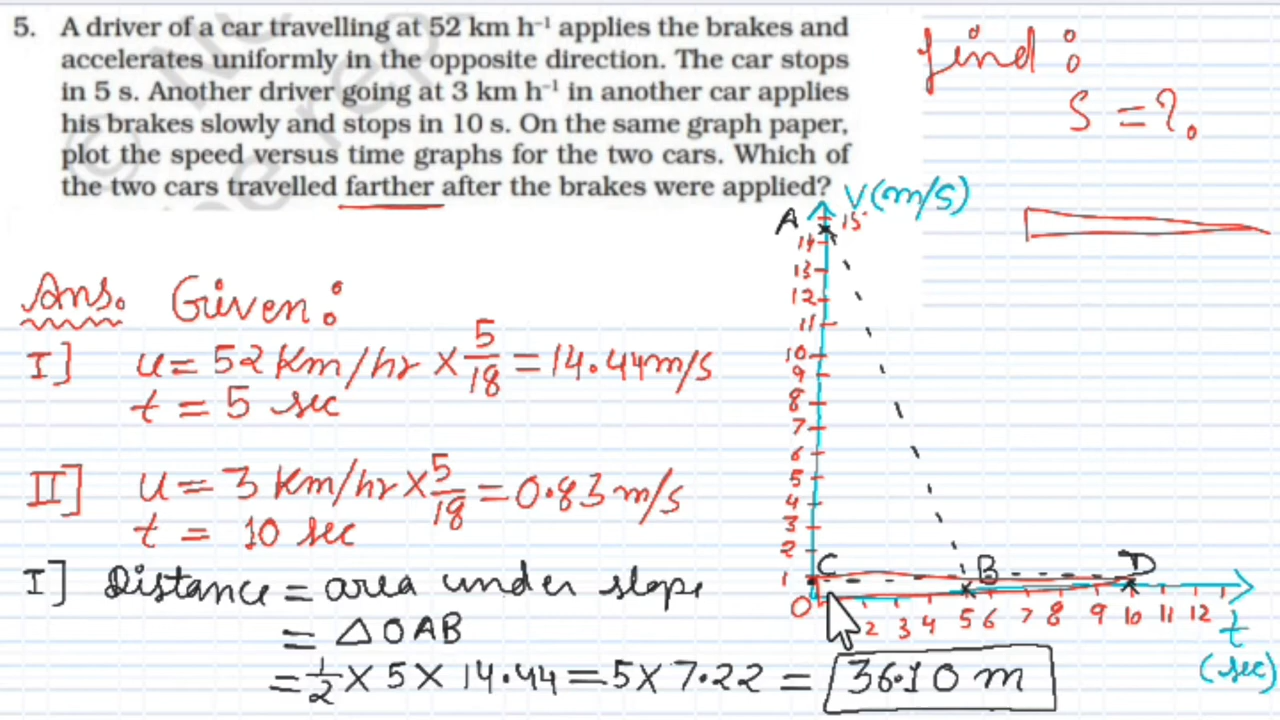 5. A driver of a car travelling at 52 km h⁻¹ applies the brakes and
accelerates uniformly in the opposite direction. The car stops
in 5 s. Another driver going at 3 km h⁻¹ in another car applies
his brakes slowly and stops in 10 s. On the same graph paper,
plot the speed versus time graphs for the two cars. Which of
the two cars travelled farther after the brakes were applied?
find :
S = ?.
Ans. Given :
I] u = 52 Km/hr × 5/18 = 14.44 m/s
t = 5 sec
II] u = 3 Km/hr × 5/18 = 0.83 m/s
t = 10 sec
I] Distance = area under slope
= △OAB
= 1/2 × 5 × 14.44 = 5 × 7.22 = 36.10 m
V(m/s)
A
15
14
13
12
11
10
9
8
7
6
5
4
3
2
1
C B D
0 2 3 4 5 6 7 8 9 10 11 12
t
(sec)